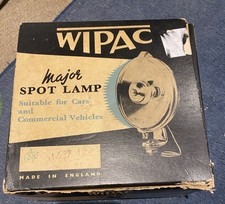 WIPAC
Major
SPOT LAMP
Suitable for Cars
and
Commercial Vehicles
MADE IN ENGLAND